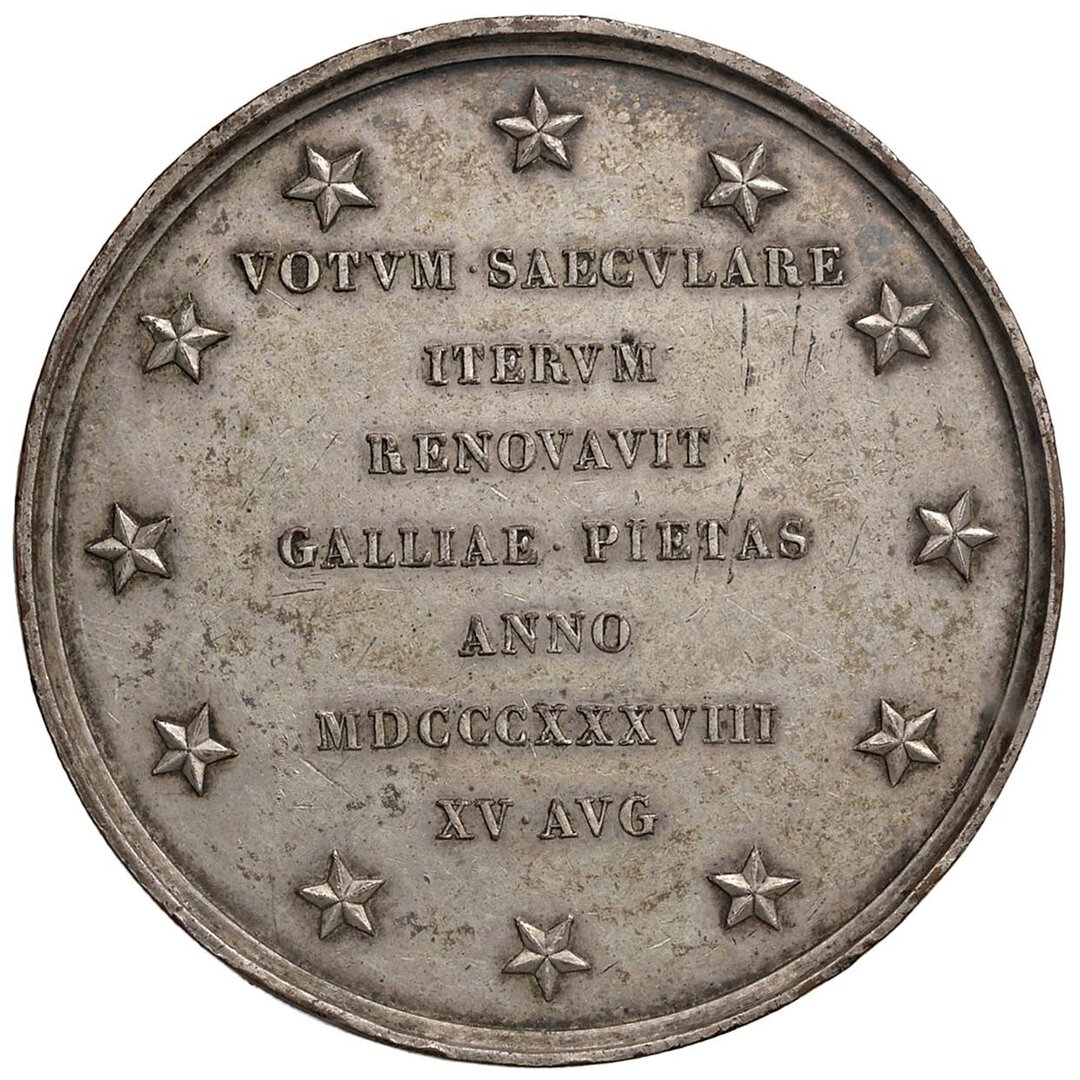 VOTVM · SAECVLARE
ITERVM
RENOVAVIT
GALLIAE · PIETAS
ANNO
MDCCCXXXVIII
XV · AVG